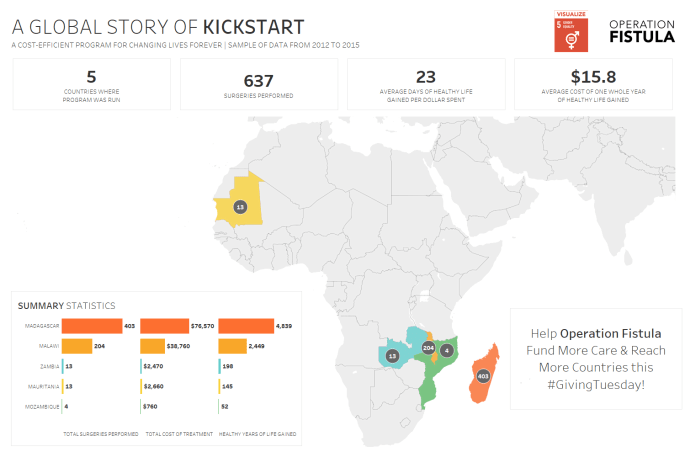 A GLOBAL STORY OF KICKSTART
A COST-EFFICIENT PROGRAM FOR CHANGING LIVES FOREVER | SAMPLE OF DATA FROM 2012 TO 2015
VISUALIZE
5 GENDER
EQUALITY
OPERATION
FISTULA
5
COUNTRIES WHERE
PROGRAM WAS RUN
637
SURGERIES PERFORMED
23
AVERAGE DAYS OF HEALTHY LIFE
GAINED PER DOLLAR SPENT
$15.8
AVERAGE COST OF ONE WHOLE YEAR
OF HEALTHY LIFE GAINED
13
13
204
4
403
SUMMARY STATISTICS
MADAGASCAR 403 $76,570 4,839
MALAWI 204 $38,760 2,449
ZAMBIA 13 $2,470 198
MAURITANIA 13 $2,660 145
MOZAMBIQUE 4 $760 52
TOTAL SURGERIES PERFORMED TOTAL COST OF TREATMENT HEALTHY YEARS OF LIFE GAINED
Help Operation Fistula
Fund More Care & Reach
More Countries this
#GivingTuesday!